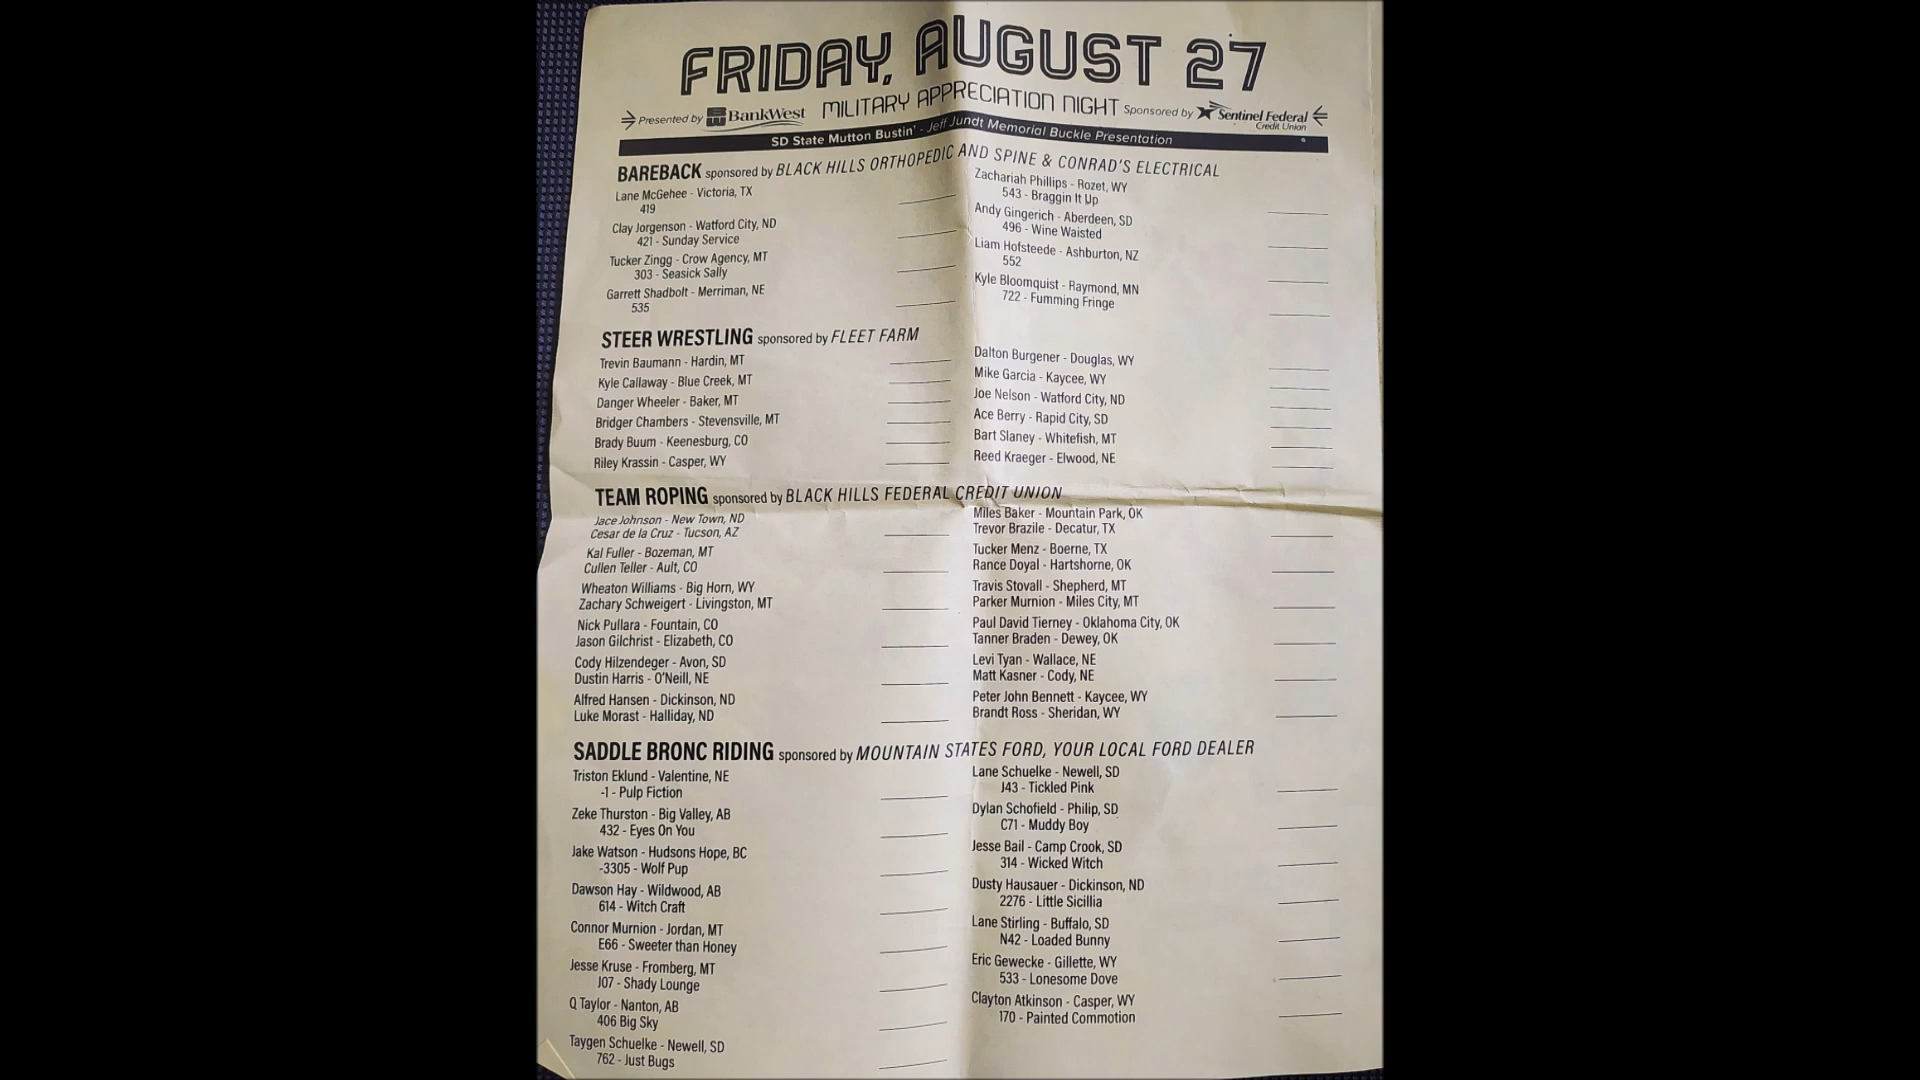 FRIDAY, AUGUST 27
Presented by BankWest MILITARY APPRECIATION NIGHT Sponsored by Sentinel Federal Credit Union
SD State Mutton Bustin' - Jeff Jundt Memorial Buckle Presentation
BAREBACK sponsored by BLACK HILLS ORTHOPEDIC AND SPINE & CONRAD'S ELECTRICAL
Lane McGehee - Victoria, TX
419
Clay Jorgenson - Watford City, ND
421 - Sunday Service
Tucker Zingg - Crow Agency, MT
303 - Seasick Sally
Garrett Shadbolt - Merriman, NE
535
Zachariah Phillips - Rozet, WY
543 - Braggin It Up
Andy Gingerich - Aberdeen, SD
496 - Wine Waisted
Liam Hofsteede - Ashburton, NZ
552
Kyle Bloomquist - Raymond, MN
722 - Fumming Fringe
STEER WRESTLING sponsored by FLEET FARM
Trevin Baumann - Hardin, MT
Kyle Callaway - Blue Creek, MT
Danger Wheeler - Baker, MT
Bridger Chambers - Stevensville, MT
Brady Buum - Keenesburg, CO
Riley Krassin - Casper, WY
Dalton Burgener - Douglas, WY
Mike Garcia - Kaycee, WY
Joe Nelson - Watford City, ND
Ace Berry - Rapid City, SD
Bart Slaney - Whitefish, MT
Reed Kraeger - Elwood, NE
TEAM ROPING sponsored by BLACK HILLS FEDERAL CREDIT UNION
Jace Johnson - New Town, ND
Cesar de la Cruz - Tucson, AZ
Kal Fuller - Bozeman, MT
Cullen Teller - Ault, CO
Wheaton Williams - Big Horn, WY
Zachary Schweigert - Livingston, MT
Nick Pullara - Fountain, CO
Jason Gilchrist - Elizabeth, CO
Cody Hilzendeger - Avon, SD
Dustin Harris - O'Neill, NE
Alfred Hansen - Dickinson, ND
Luke Morast - Halliday, ND
Miles Baker - Mountain Park, OK
Trevor Brazile - Decatur, TX
Tucker Menz - Boerne, TX
Rance Doyal - Hartshorne, OK
Travis Stovall - Shepherd, MT
Parker Murnion - Miles City, MT
Paul David Tierney - Oklahoma City, OK
Tanner Braden - Dewey, OK
Levi Tyan - Wallace, NE
Matt Kasner - Cody, NE
Peter John Bennett - Kaycee, WY
Brandt Ross - Sheridan, WY
SADDLE BRONC RIDING sponsored by MOUNTAIN STATES FORD, YOUR LOCAL FORD DEALER
Triston Eklund - Valentine, NE
-1 - Pulp Fiction
Zeke Thurston - Big Valley, AB
432 - Eyes On You
Jake Watson - Hudsons Hope, BC
-3305 - Wolf Pup
Dawson Hay - Wildwood, AB
614 - Witch Craft
Connor Murnion - Jordan, MT
E66 - Sweeter than Honey
Jesse Kruse - Fromberg, MT
J07 - Shady Lounge
Q Taylor - Nanton, AB
406 Big Sky
Taygen Schuelke - Newell, SD
762 - Just Bugs
Lane Schuelke - Newell, SD
J43 - Tickled Pink
Dylan Schofield - Philip, SD
C71 - Muddy Boy
Jesse Bail - Camp Crook, SD
314 - Wicked Witch
Dusty Hausauer - Dickinson, ND
2276 - Little Sicillia
Lane Stirling - Buffalo, SD
N42 - Loaded Bunny
Eric Gewecke - Gillette, WY
533 - Lonesome Dove
Clayton Atkinson - Casper, WY
170 - Painted Commotion